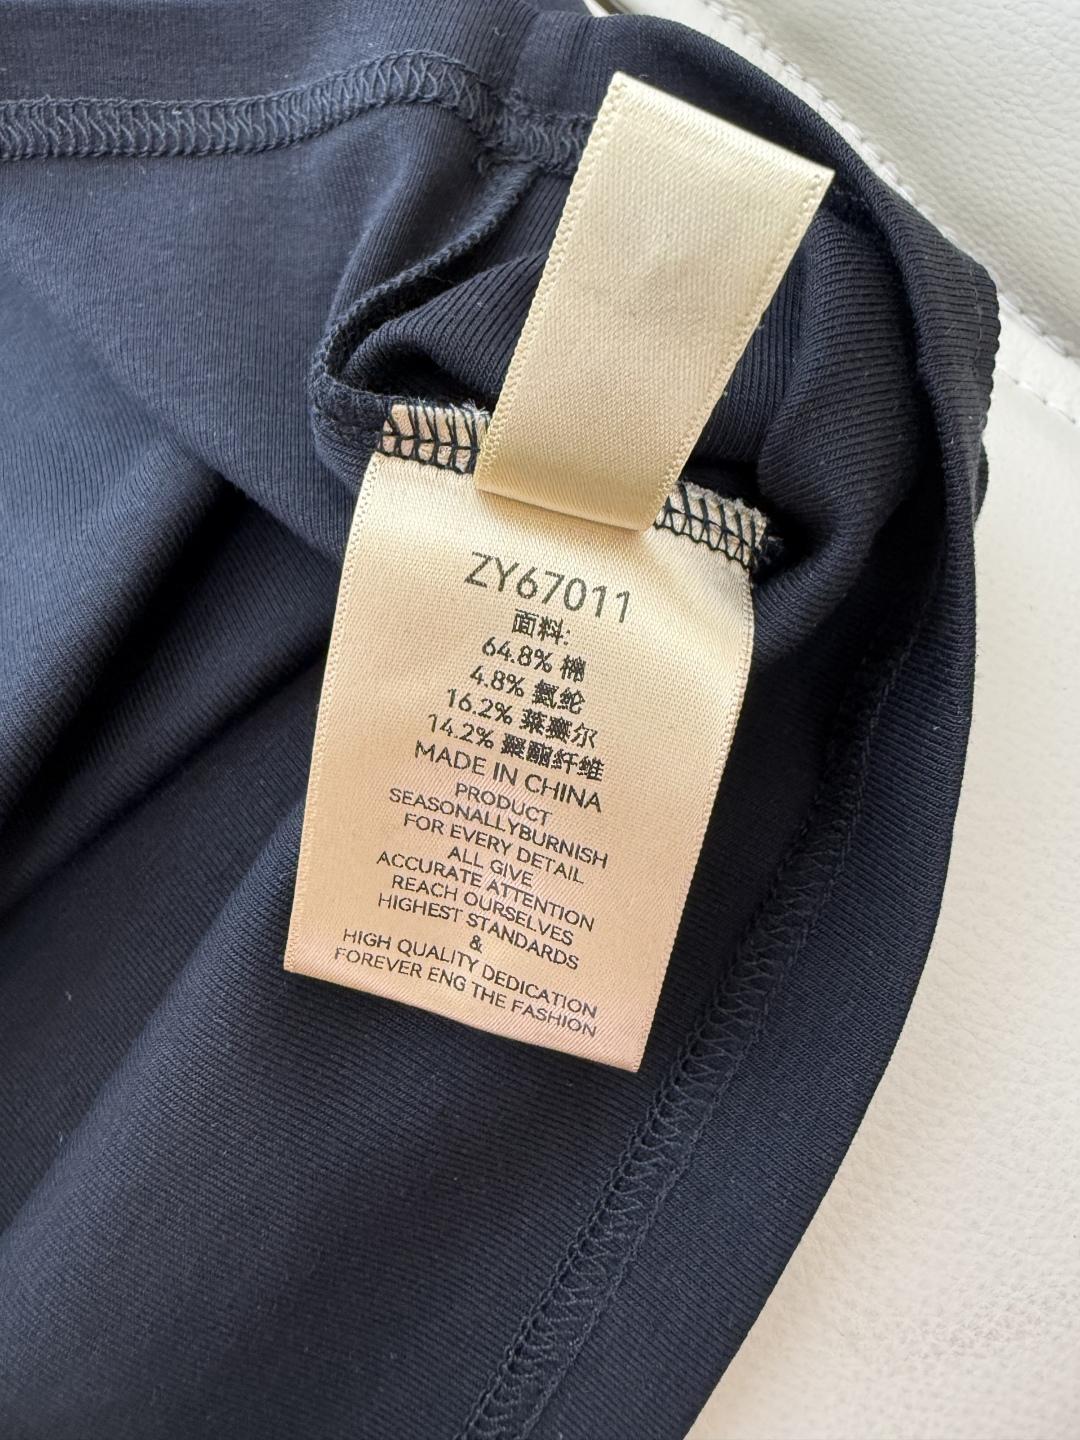 ZY67011
面料:
64.8% 棉
4.8% 氨纶
16.2% 莱赛尔
14.2% 聚酯纤维
MADE IN CHINA
PRODUCT
SEASONALLYBURNISH
FOR EVERY DETAIL
ALL GIVE
ACCURATE ATTENTION
REACH OURSELVES
HIGHEST STANDARDS
&
HIGH QUALITY DEDICATION
FOREVER ENG THE FASHION